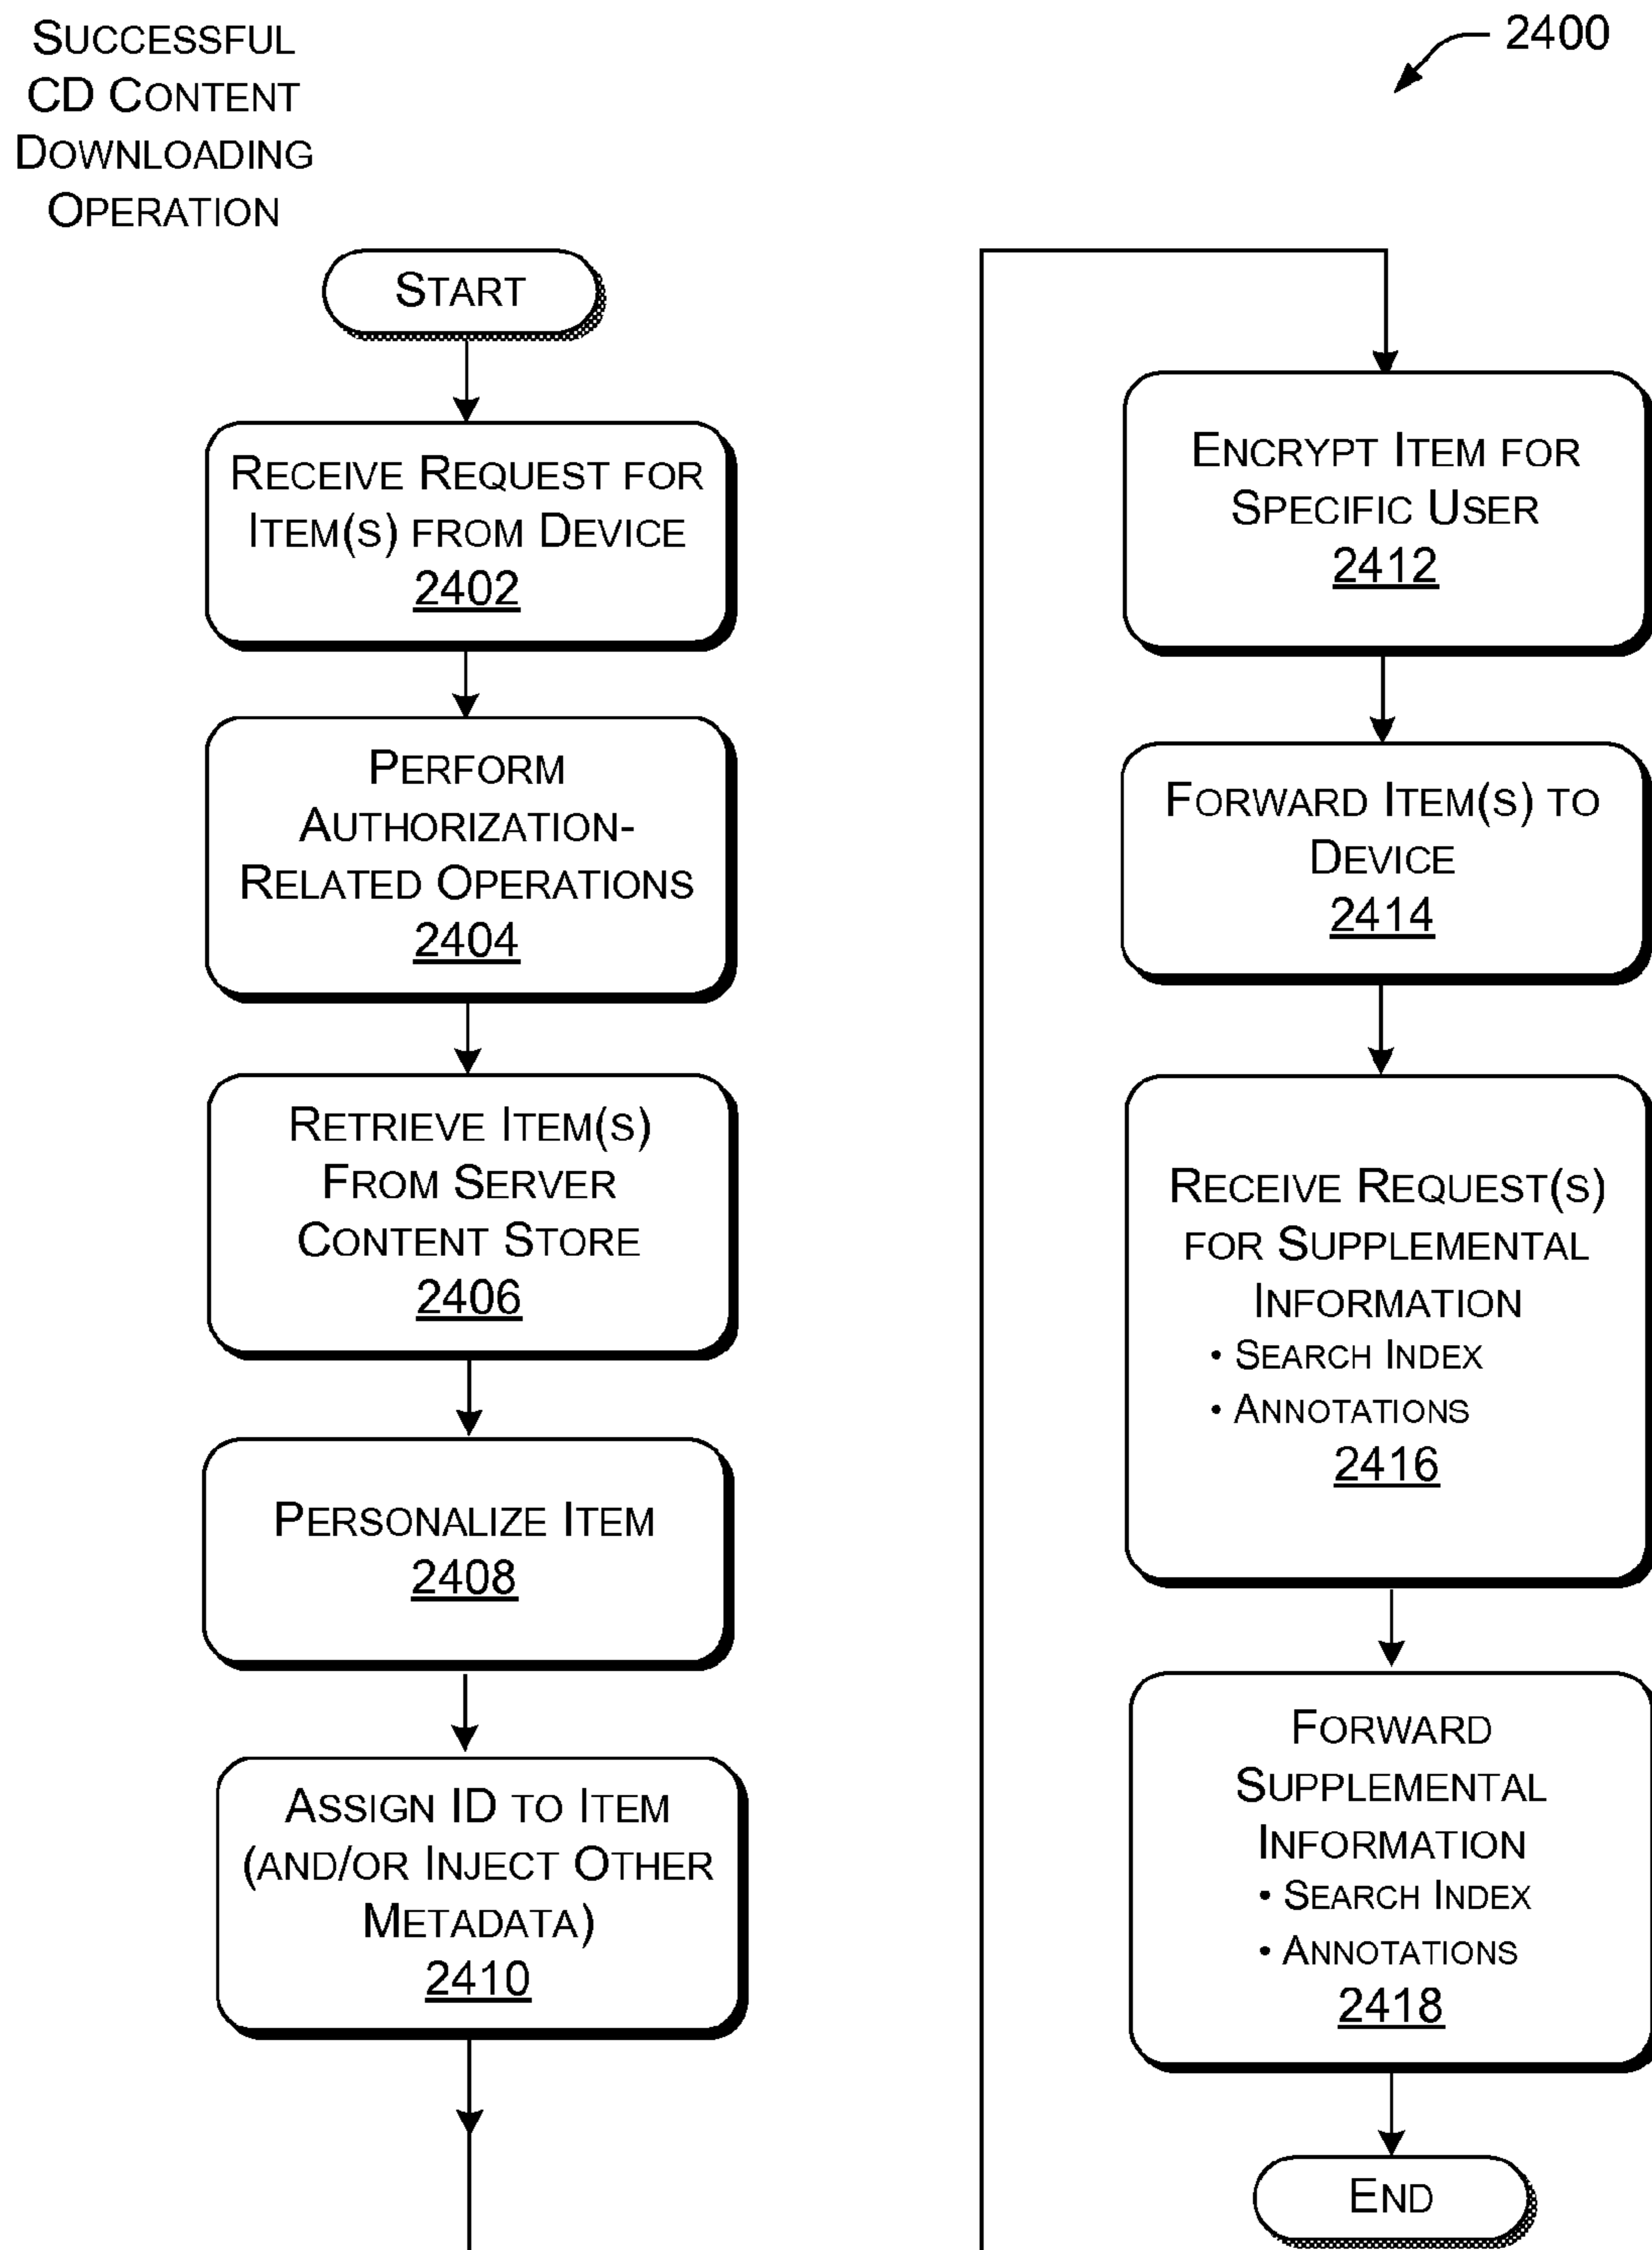 SUCCESSFUL
CD CONTENT
DOWNLOADING
OPERATION
2400
START
RECEIVE REQUEST FOR
ITEM(S) FROM DEVICE
2402
PERFORM
AUTHORIZATION-
RELATED OPERATIONS
2404
RETRIEVE ITEM(S)
FROM SERVER
CONTENT STORE
2406
PERSONALIZE ITEM
2408
ASSIGN ID TO ITEM
(AND/OR INJECT OTHER
METADATA)
2410
ENCRYPT ITEM FOR
SPECIFIC USER
2412
FORWARD ITEM(S) TO
DEVICE
2414
RECEIVE REQUEST(S)
FOR SUPPLEMENTAL
INFORMATION
• SEARCH INDEX
• ANNOTATIONS
2416
FORWARD
SUPPLEMENTAL
INFORMATION
• SEARCH INDEX
• ANNOTATIONS
2418
END